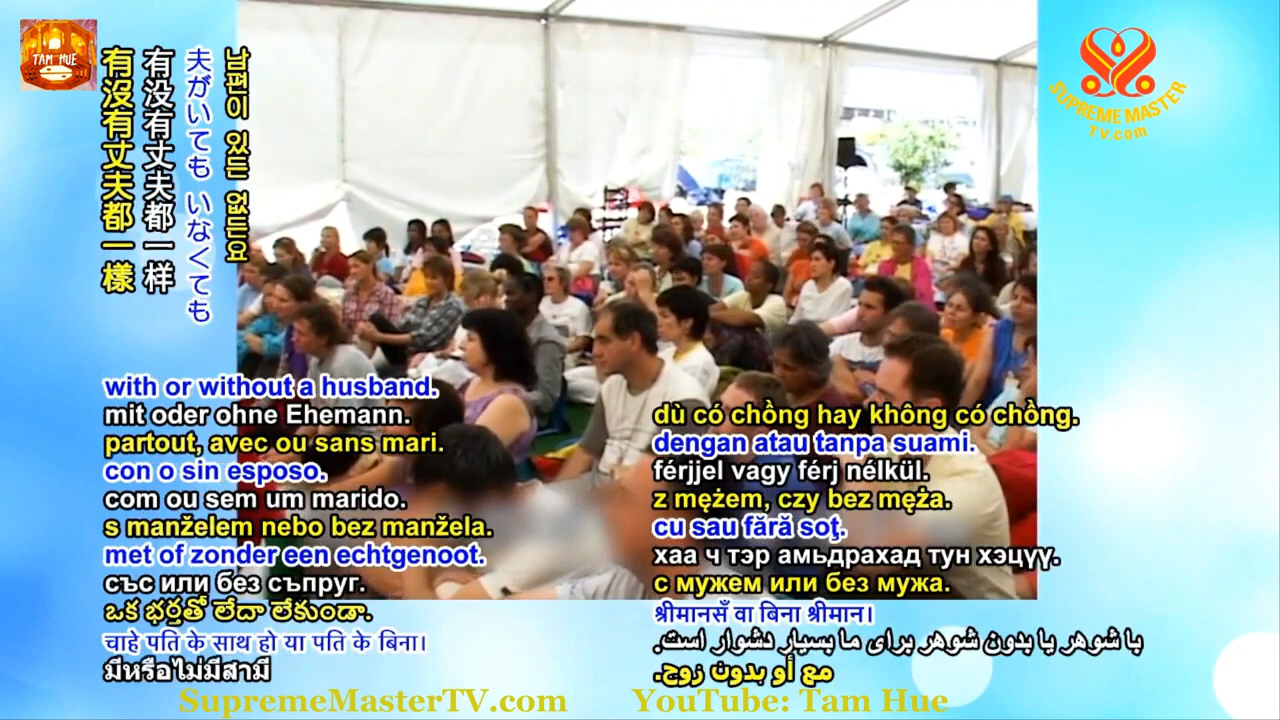 TAM HUE
SUPREME MASTER
TV.com
有沒有丈夫都一樣
有没有丈夫都一样
夫がいても いなくても
남편이 있든 없든요
with or without a husband.
mit oder ohne Ehemann.
partout, avec ou sans mari.
con o sin esposo.
com ou sem um marido.
s manželem nebo bez manžela.
met of zonder een echtgenoot.
със или без съпруг.
ఒక భర్తతో లేదా లేకుండా.
चाहे पति के साथ हो या पति के बिना।
มีหรือไม่มีสามี
dù có chồng hay không có chồng.
dengan atau tanpa suami.
férjjel vagy férj nélkül.
z mężem, czy bez męża.
cu sau fără soţ.
хаа ч тэр амьдрахад тун хэцүү.
с мужем или без мужа.
श्रीमानसँ वा बिना श्रीमान।
با شوهر یا بدون شوهر برای ما بسیار دشوار است.
مع أو بدون زوج.
SupremeMasterTV.com
YouTube: Tam Hue